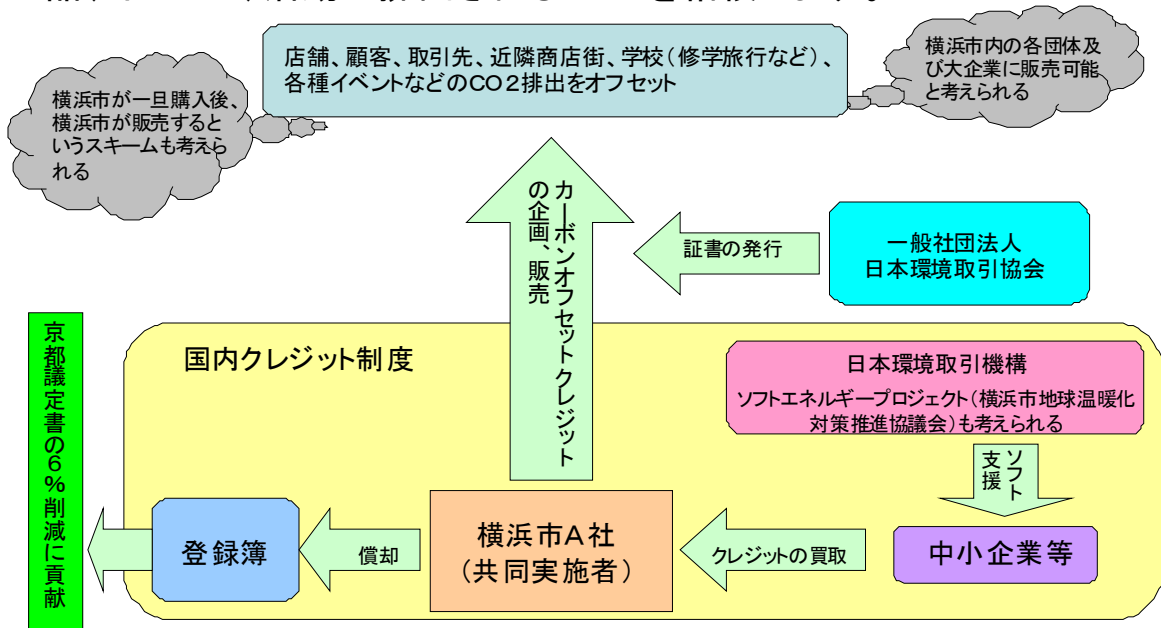 店舗、顧客、取引先、近隣商店街、学校(修学旅行など)、
各種イベントなどのCO2排出をオフセット
横浜市内の各団体及
び大企業に販売可能
と考えられる
横浜市が一旦購入後、
横浜市が販売すると
いうスキームも考えら
れる
カーボンオフセットクレジット
の企画、販売
証書の発行
一般社団法人
日本環境取引協会
京都議定書の6%削減に貢献
国内クレジット制度
日本環境取引機構
ソフトエネルギープロジェクト(横浜市地球温暖化
対策推進協議会)も考えられる
ソフト
支援
登録簿
償却
横浜市A社
(共同実施者)
クレジットの買取
中小企業等